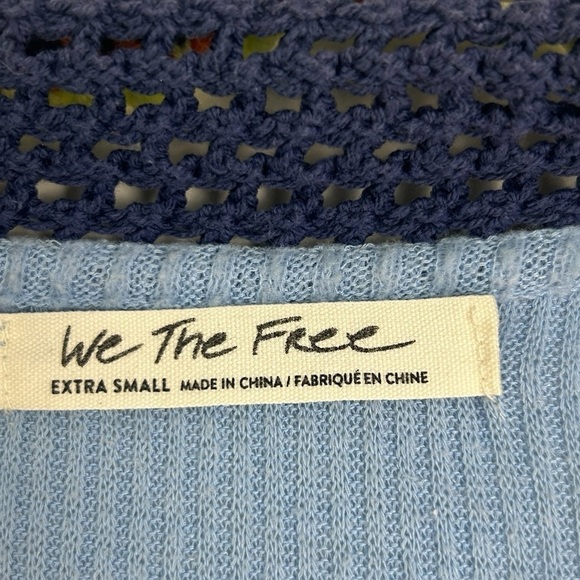 We The Free
EXTRA SMALL MADE IN CHINA / FABRIQUÉ EN CHINE